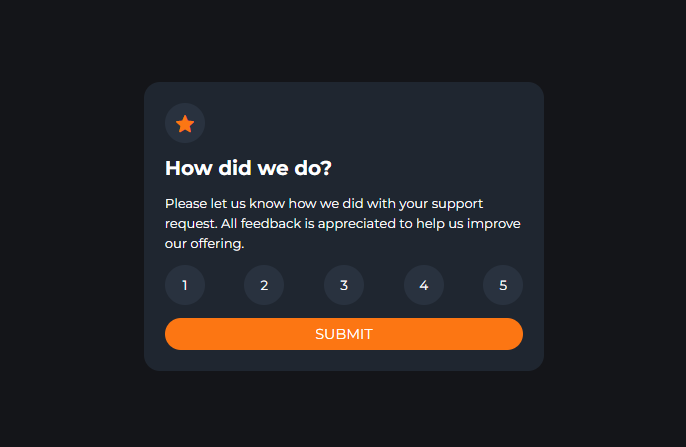 How did we do?
Please let us know how we did with your support
request. All feedback is appreciated to help us improve
our offering.
1 2 3 4 5
SUBMIT